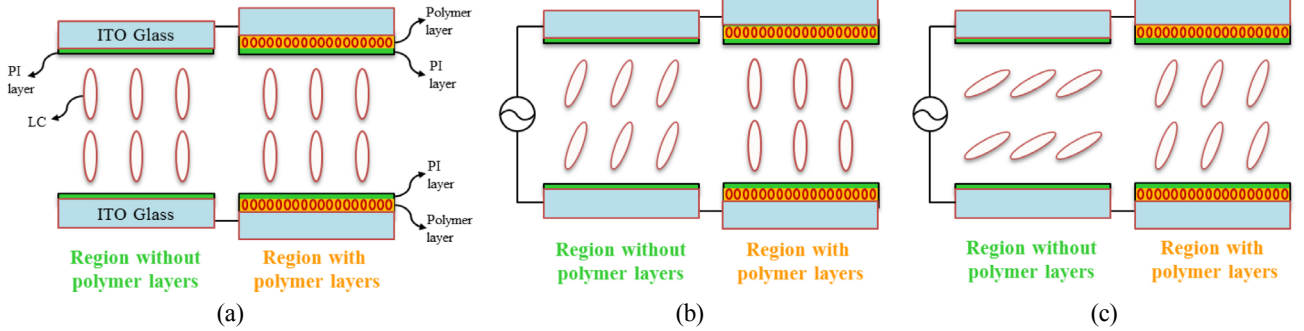 ITO Glass
Polymer
layer
PI
layer
PI
layer
LC
PI
layer
ITO Glass
Polymer
layer
Region without
polymer layers
Region with
polymer layers
(a)
Region without
polymer layers
Region with
polymer layers
(b)
Region without
polymer layers
Region with
polymer layers
(c)